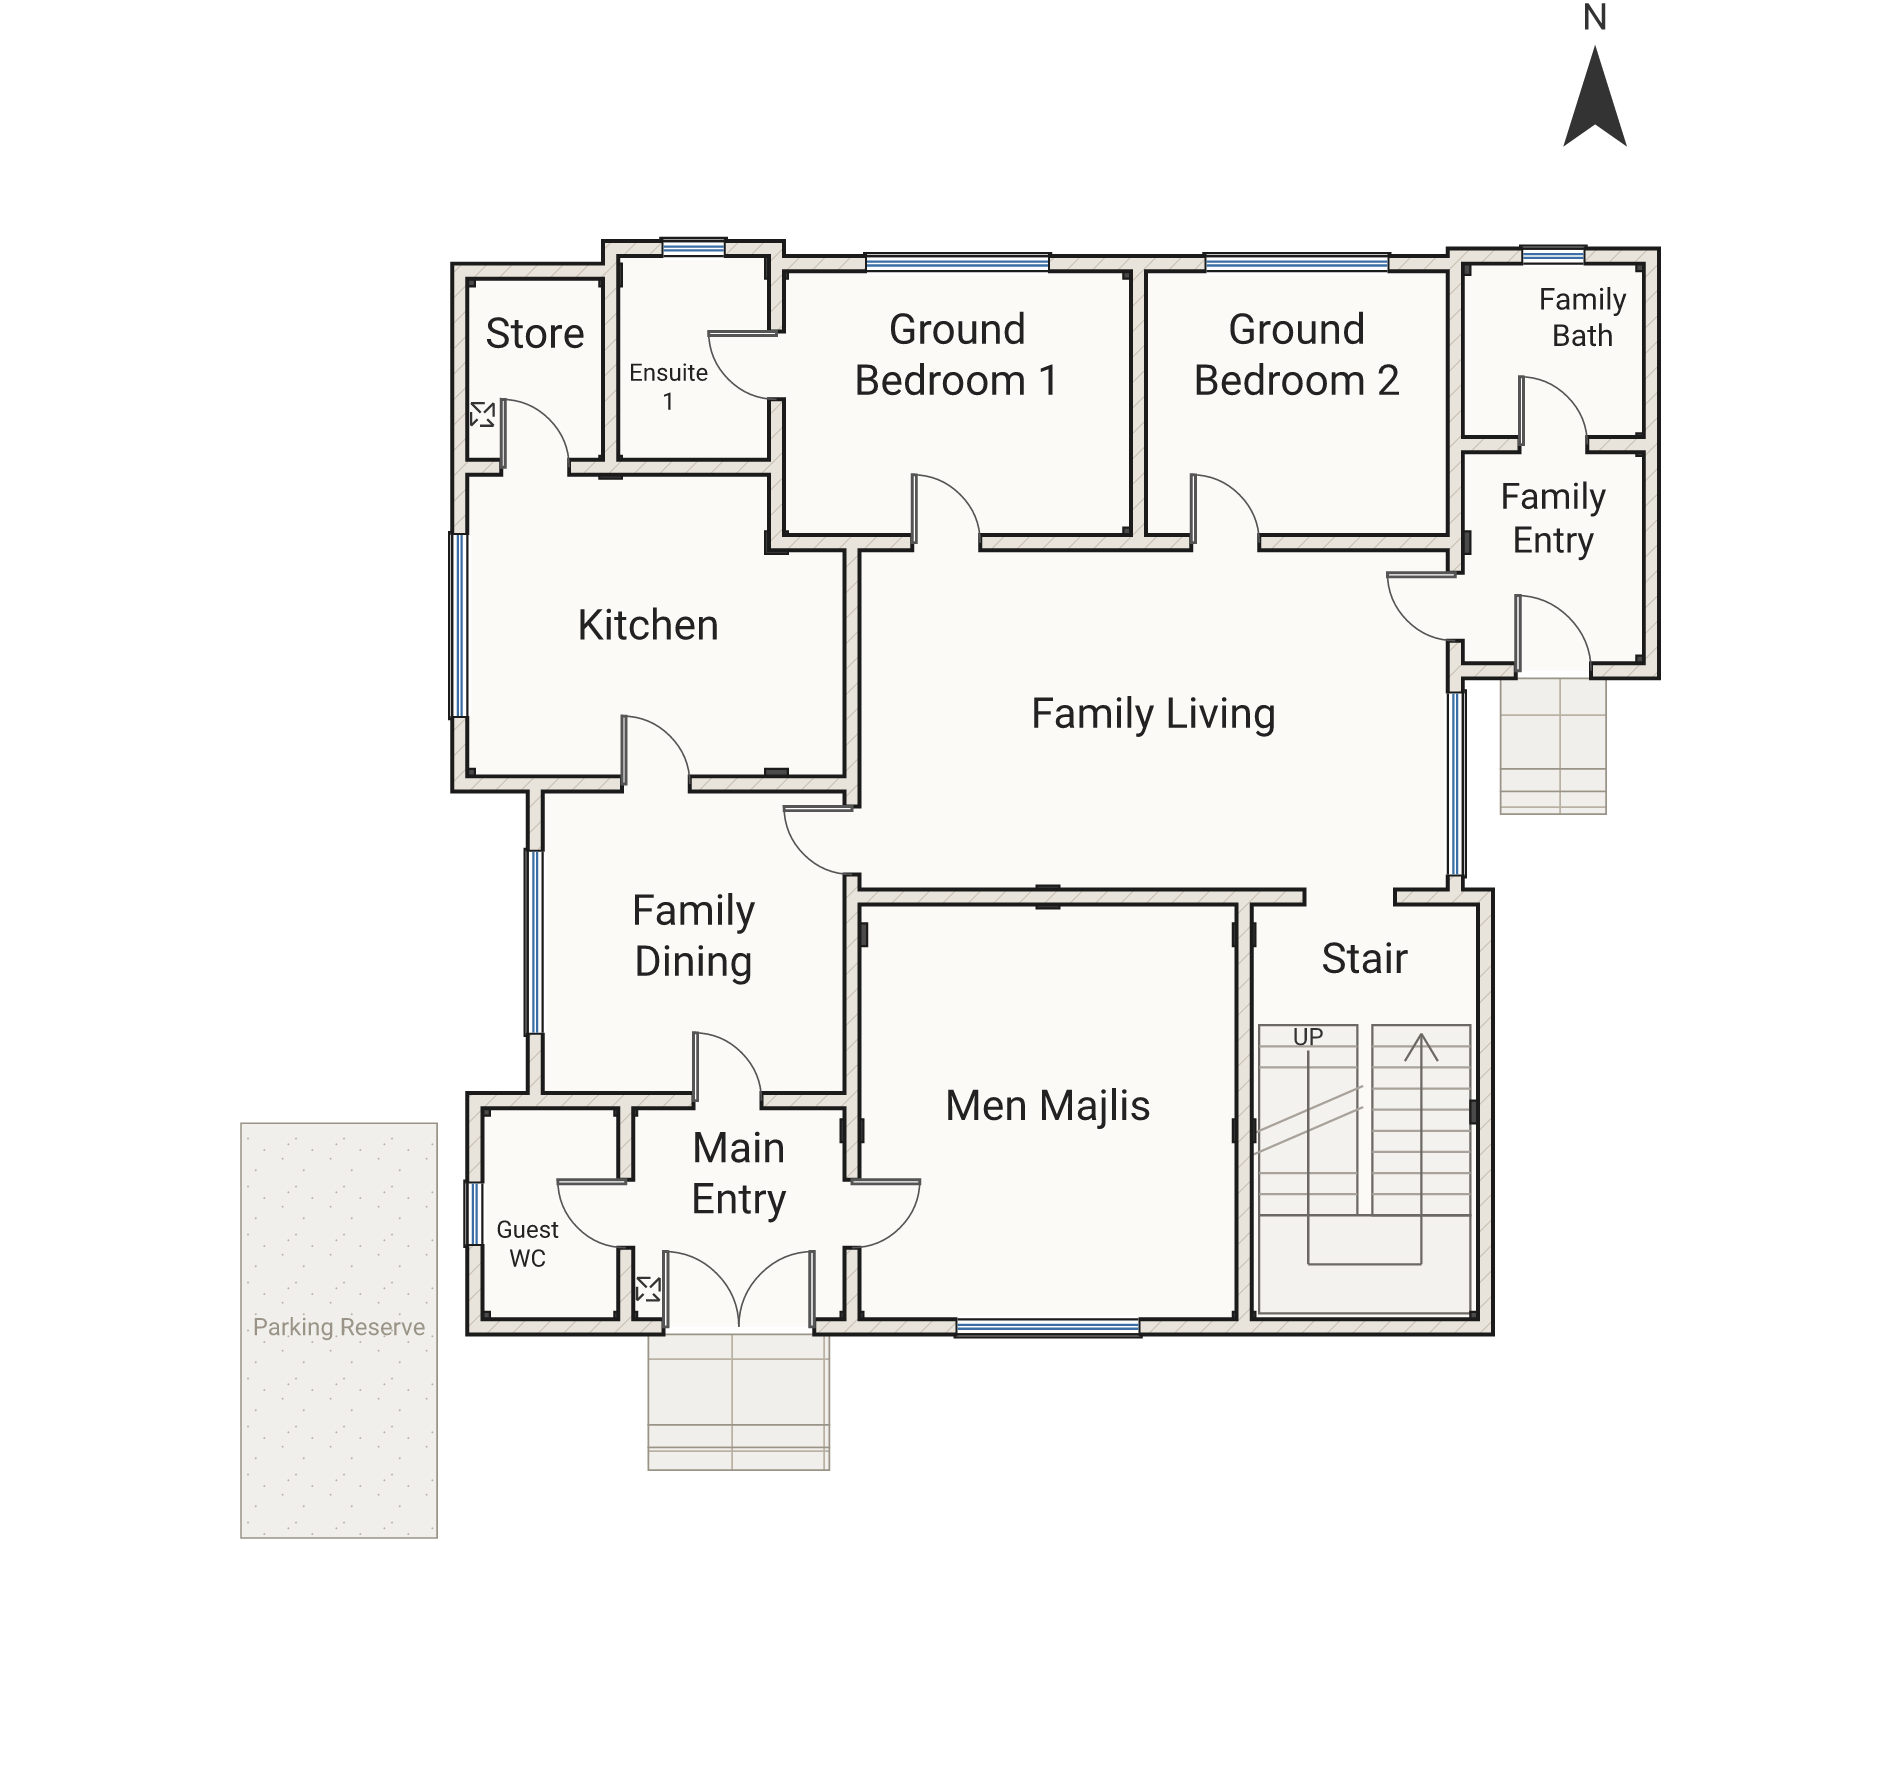 N
Store
Ensuite
1
Ground
Bedroom 1
Ground
Bedroom 2
Family
Bath
Family
Entry
Kitchen
Family Living
Family
Dining
Stair
UP
Men Majlis
Main
Entry
Guest
WC
Parking Reserve